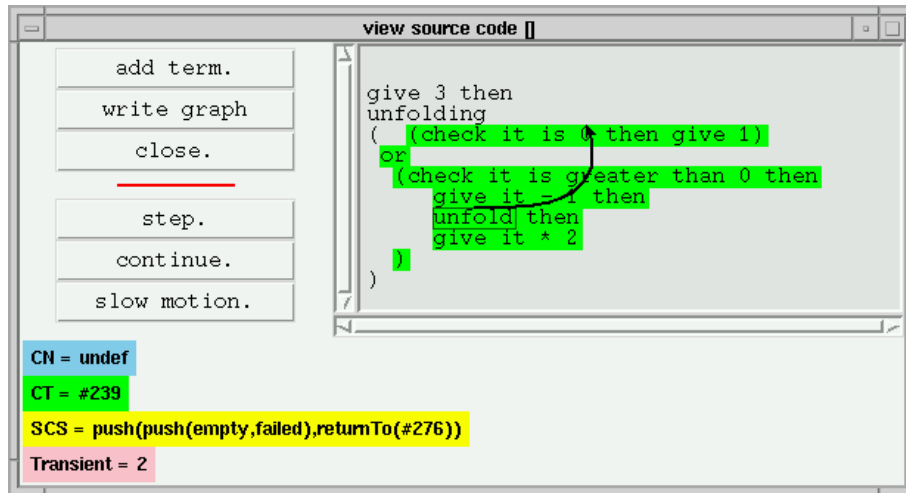 view source code []
add term.
write graph
close.
step.
continue.
slow motion.
give 3 then
unfolding
( (check it is 0 then give 1)
or
(check it is greater than 0 then
give it - 1 then
unfold then
give it * 2
)
)
CN = undef
CT = #239
SCS = push(push(empty,failed),returnTo(#276))
Transient = 2